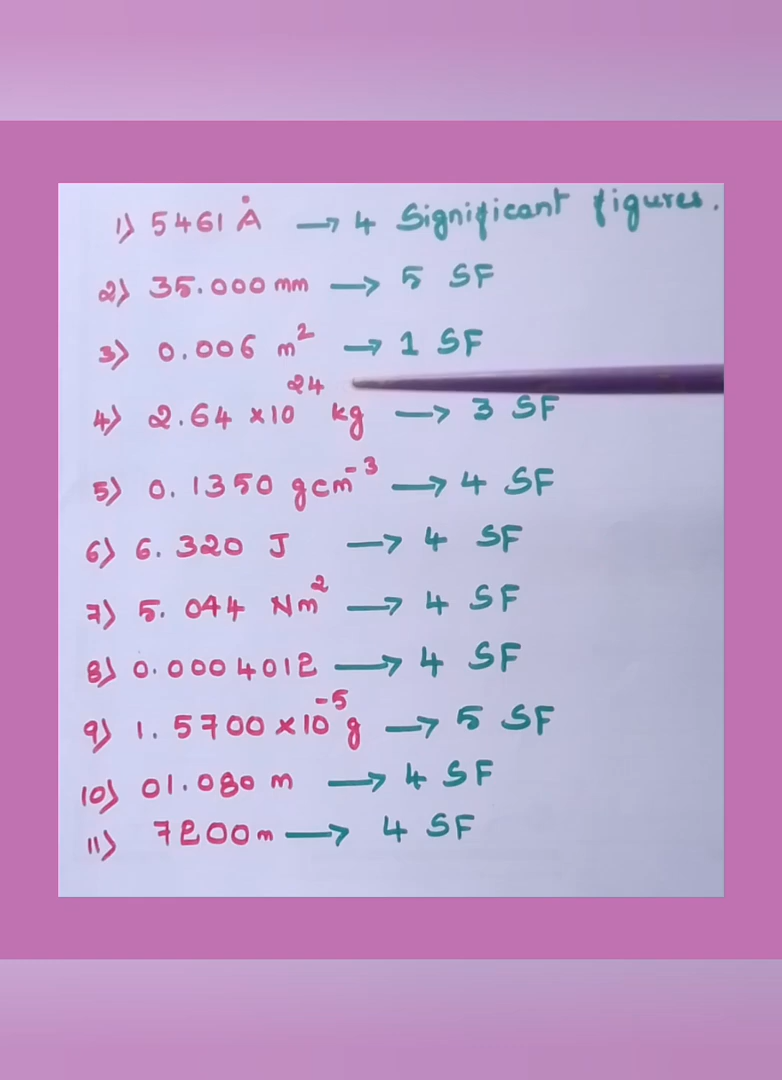 1) 5461 Å → 4 Significant figures.
2) 35.000 mm → 5 SF
3) 0.006 m² → 1 SF
4) 2.64 × 10²⁴ kg → 3 SF
5) 0.1350 gcm⁻³ → 4 SF
6) 6.320 J → 4 SF
7) 5.044 Nm² → 4 SF
8) 0.0004012 → 4 SF
9) 1.5700 × 10⁻⁵ g → 5 SF
10) 01.080 m → 4 SF
11) 7200 m → 4 SF